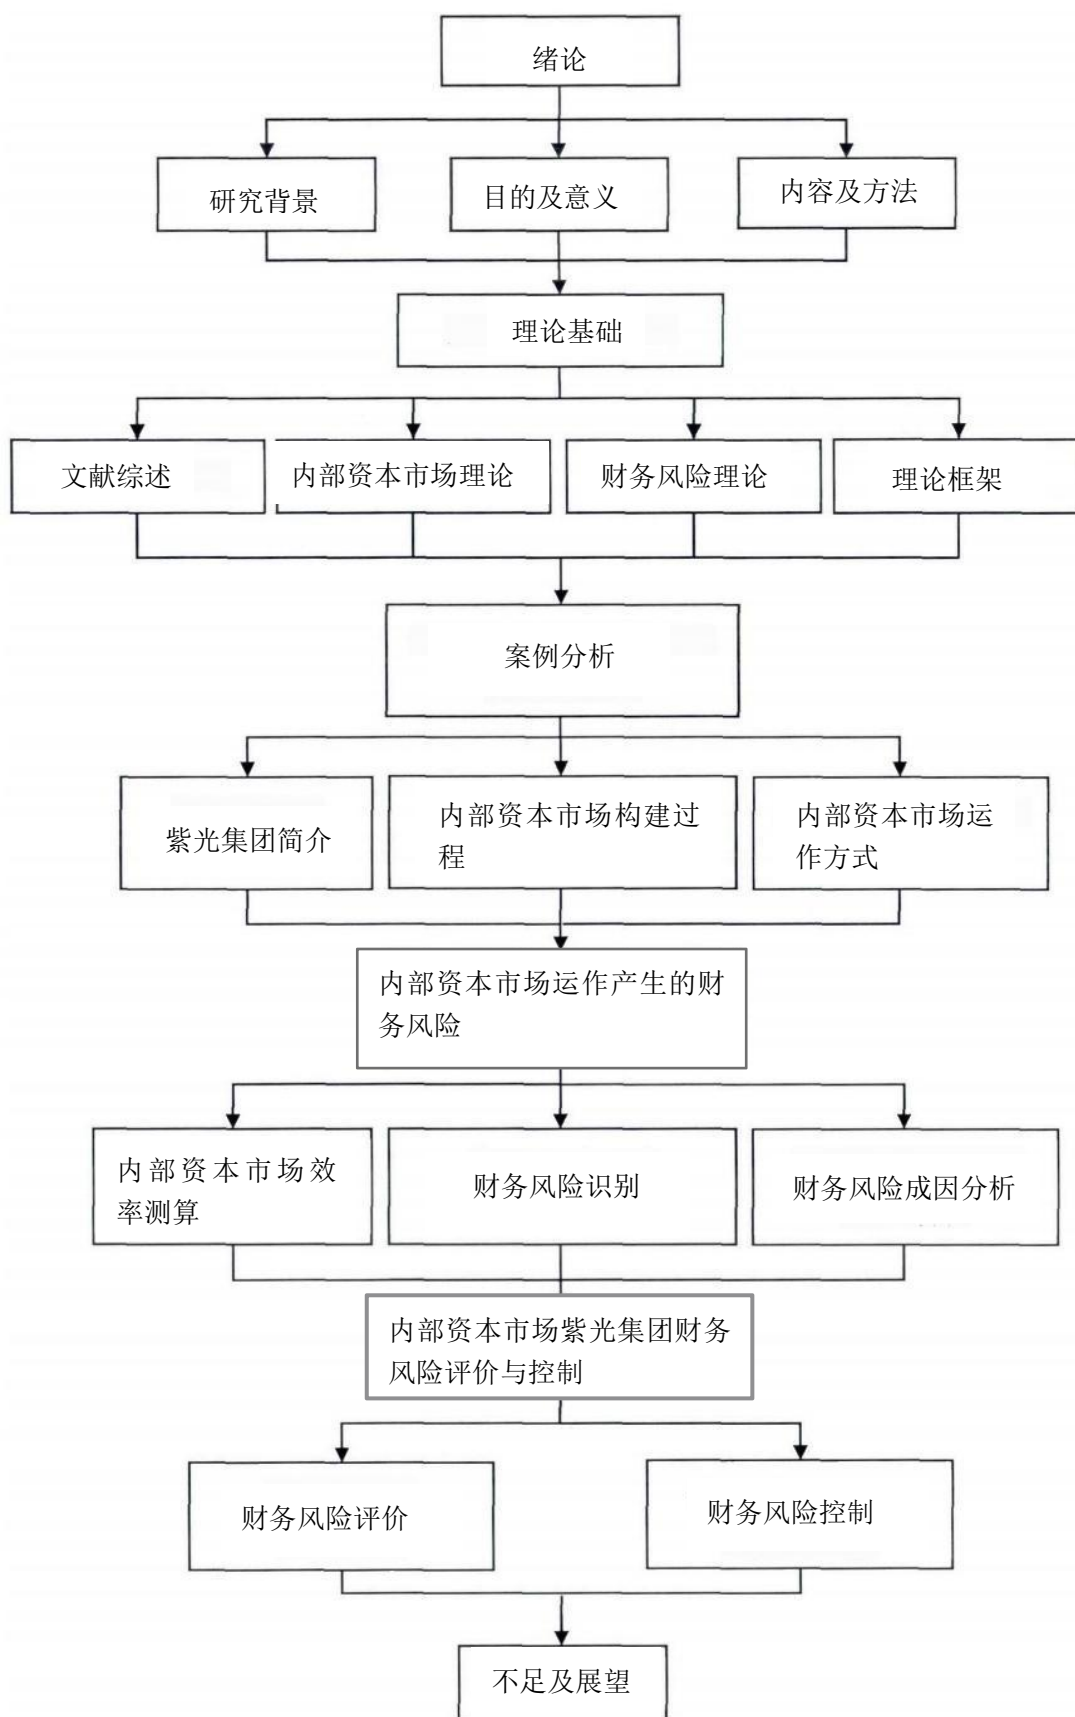 绪论
研究背景
目的及意义
内容及方法
理论基础
文献综述
内部资本市场理论
财务风险理论
理论框架
案例分析
紫光集团简介
内部资本市场构建过
程
内部资本市场运
作方式
内部资本市场运作产生的财
务风险
内部资本市场效
率测算
财务风险识别
财务风险成因分析
内部资本市场紫光集团财务
风险评价与控制
财务风险评价
财务风险控制
不足及展望